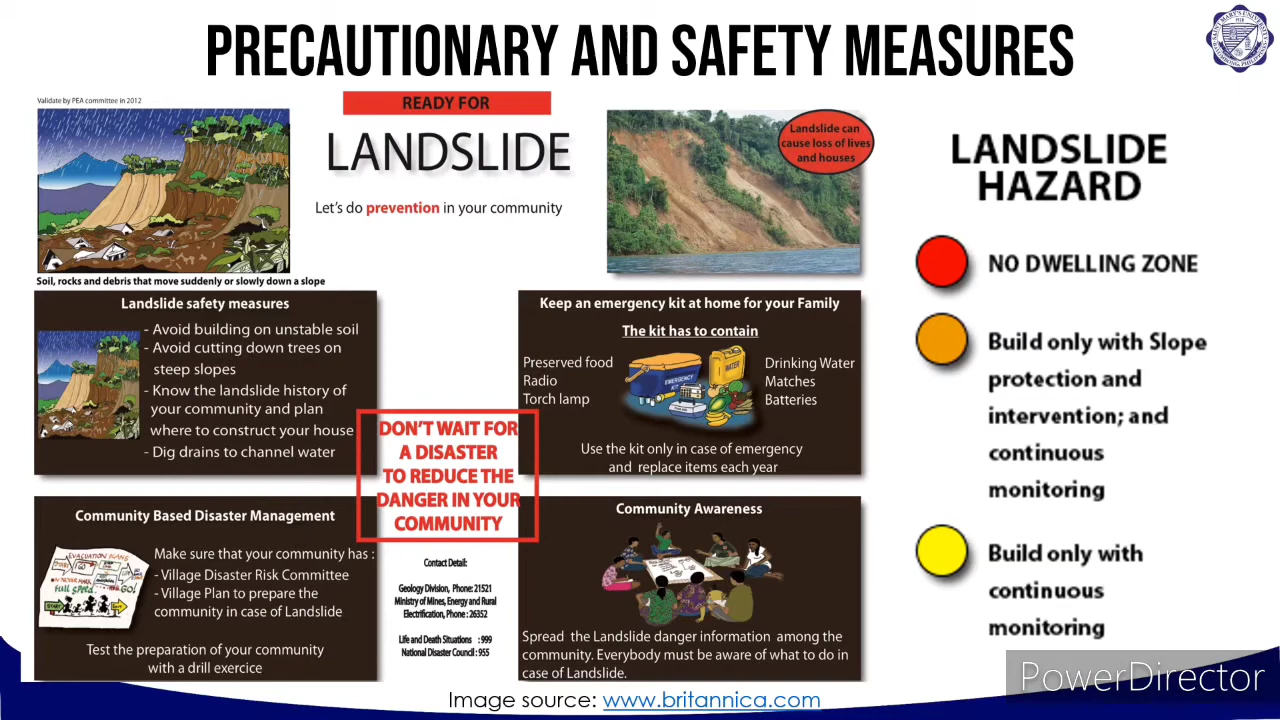 PRECAUTIONARY AND SAFETY MEASURES
Validate by PEA committee in 2012
READY FOR
LANDSLIDE
Let's do prevention in your community
Landslide can
cause loss of lives
and houses
Soil, rocks and debris that move suddenly or slowly down a slope
Landslide safety measures
- Avoid building on unstable soil
- Avoid cutting down trees on
steep slopes
- Know the landslide history of
your community and plan
where to construct your house
- Dig drains to channel water
Keep an emergency kit at home for your Family
The kit has to contain
Preserved food
Radio
Torch lamp
EMERGENCY
KIT
WATER
Drinking Water
Matches
Batteries
Use the kit only in case of emergency
and replace items each year
DON'T WAIT FOR
A DISASTER
TO REDUCE THE
DANGER IN YOUR
COMMUNITY
Community Based Disaster Management
EVACUATION PLANS
START
GO!
Make sure that your community has :
- Village Disaster Risk Committee
- Village Plan to prepare the
community in case of Landslide
Test the preparation of your community
with a drill exercice
Contact Detail:
Geology Division, Phone: 21521
Ministry of Mines, Energy and Rural
Electrification, Phone : 26352
Life and Death Situations : 999
National Disaster Council : 955
Community Awareness
Spread the Landslide danger information among the
community. Everybody must be aware of what to do in
case of Landslide.
LANDSLIDE
HAZARD
NO DWELLING ZONE
Build only with Slope
protection and
intervention; and
continuous
monitoring
Build only with
continuous
monitoring
PowerDirector
Image source: www.britannica.com